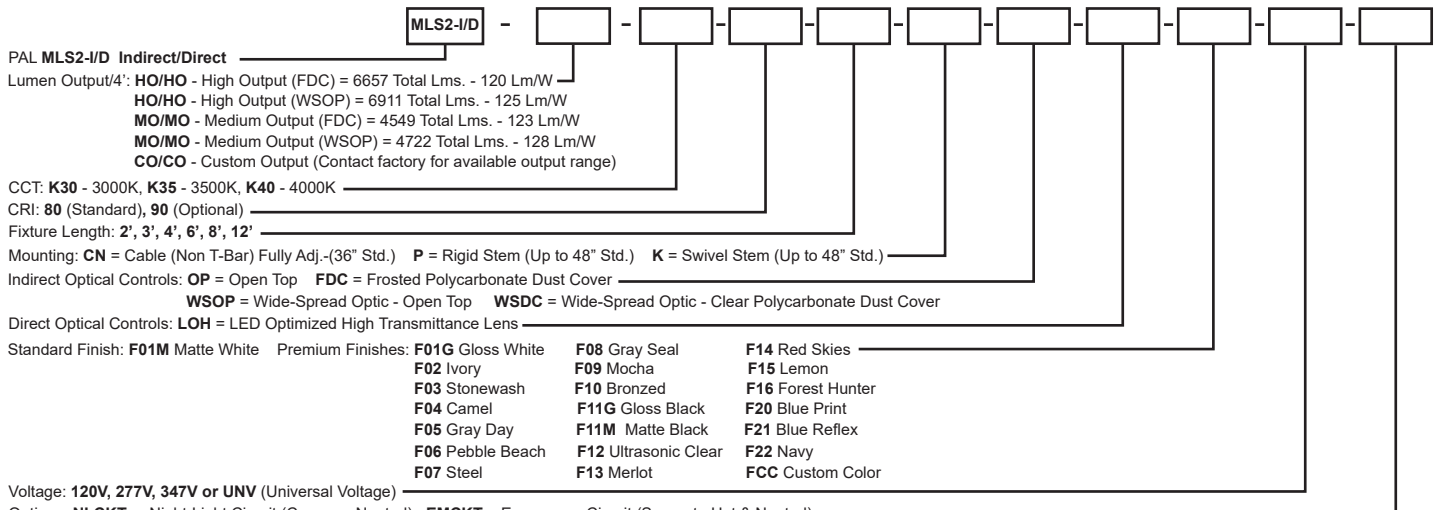 MLS2-I/D - - - - - - - - - -
PAL MLS2-I/D Indirect/Direct
Lumen Output/4': HO/HO - High Output (FDC) = 6657 Total Lms. - 120 Lm/W
HO/HO - High Output (WSOP) = 6911 Total Lms. - 125 Lm/W
MO/MO - Medium Output (FDC) = 4549 Total Lms. - 123 Lm/W
MO/MO - Medium Output (WSOP) = 4722 Total Lms. - 128 Lm/W
CO/CO - Custom Output (Contact factory for available output range)
CCT: K30 - 3000K, K35 - 3500K, K40 - 4000K
CRI: 80 (Standard), 90 (Optional)
Fixture Length: 2’, 3’, 4’, 6’, 8’, 12’
Mounting: CN = Cable (Non T-Bar) Fully Adj.-(36” Std.) P = Rigid Stem (Up to 48” Std.) K = Swivel Stem (Up to 48” Std.)
Indirect Optical Controls: OP = Open Top FDC = Frosted Polycarbonate Dust Cover
WSOP = Wide-Spread Optic - Open Top WSDC = Wide-Spread Optic - Clear Polycarbonate Dust Cover
Direct Optical Controls: LOH = LED Optimized High Transmittance Lens
Standard Finish: F01M Matte White Premium Finishes: F01G Gloss White F08 Gray Seal F14 Red Skies
F02 Ivory F09 Mocha F15 Lemon
F03 Stonewash F10 Bronzed F16 Forest Hunter
F04 Camel F11G Gloss Black F20 Blue Print
F05 Gray Day F11M Matte Black F21 Blue Reflex
F06 Pebble Beach F12 Ultrasonic Clear F22 Navy
F07 Steel F13 Merlot FCC Custom Color
Voltage: 120V, 277V, 347V or UNV (Universal Voltage)